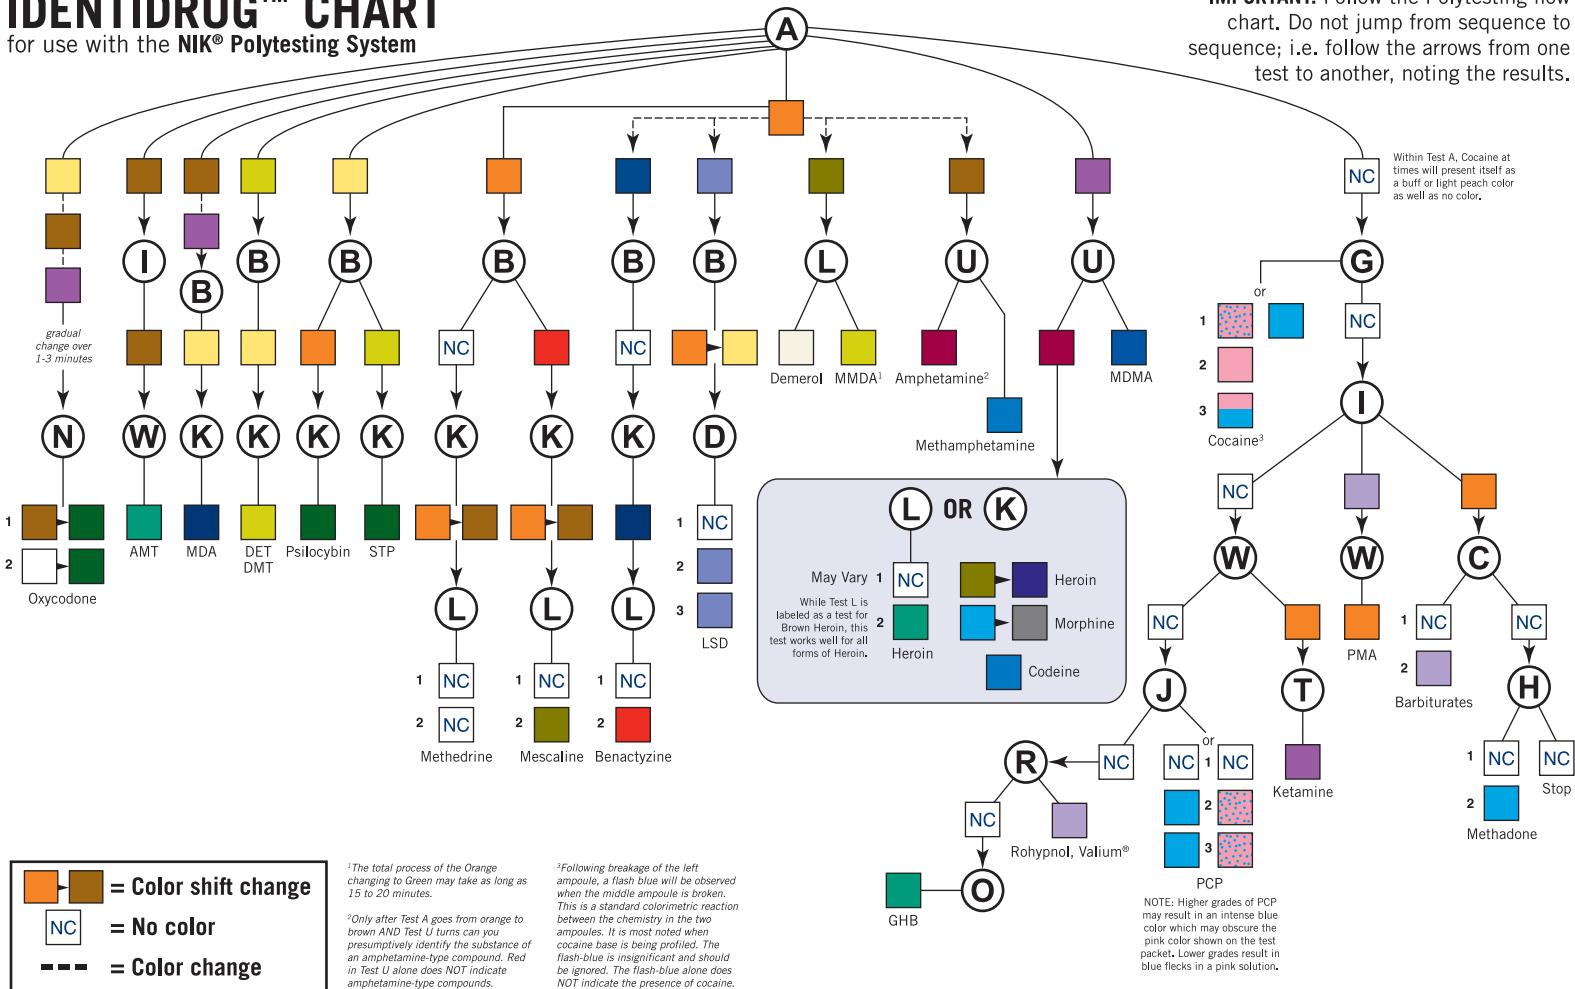 IDENTIDRUG™ CHART
for use with the NIK® Polytesting System
IMPORTANT: Follow the Polytesting flow
chart. Do not jump from sequence to
sequence; i.e. follow the arrows from one
test to another, noting the results.
A
NC
Within Test A, Cocaine at
times will present itself as
a buff or light peach color
as well as no color.
I
B
B
B
B
B
B
L
U
U
G
B
or
gradual
change over
1-3 minutes
NC
NC
1
NC
2
Demerol
MMDA¹
Amphetamine²
MDMA
3
I
Cocaine³
N
W
K
K
K
K
K
K
K
D
Methamphetamine
NC
L OR K
1
NC
1
AMT
MDA
DET
DMT
Psilocybin
STP
2
2
W
W
C
Oxycodone
May Vary 1
NC
Heroin
While Test L is
labeled as a test for
Brown Heroin, this
test works well for all
forms of Heroin.
2
Heroin
Morphine
Codeine
3
LSD
L
L
L
NC
PMA
1
NC
NC
2
Barbiturates
1
NC
1
NC
1
NC
J
T
H
2
NC
2
2
Methedrine
Mescaline
Benactyzine
or
R
NC
NC
1
NC
1
NC
NC
Ketamine
Stop
NC
2
2
Methadone
Rohypnol, Valium®
3
PCP
GHB
O
NOTE: Higher grades of PCP
may result in an intense blue
color which may obscure the
pink color shown on the test
packet. Lower grades result in
blue flecks in a pink solution.
= Color shift change
NC = No color
= Color change
¹The total process of the Orange
changing to Green may take as long as
15 to 20 minutes.
²Only after Test A goes from orange to
brown AND Test U turns can you
presumptively identify the substance of
an amphetamine-type compound. Red
in Test U alone does NOT indicate
amphetamine-type compounds.
³Following breakage of the left
ampoule, a flash blue will be observed
when the middle ampoule is broken.
This is a standard colorimetric reaction
between the chemistry in the two
ampoules. It is most noted when
cocaine base is being profiled. The
flash-blue is insignificant and should
be ignored. The flash-blue alone does
NOT indicate the presence of cocaine.